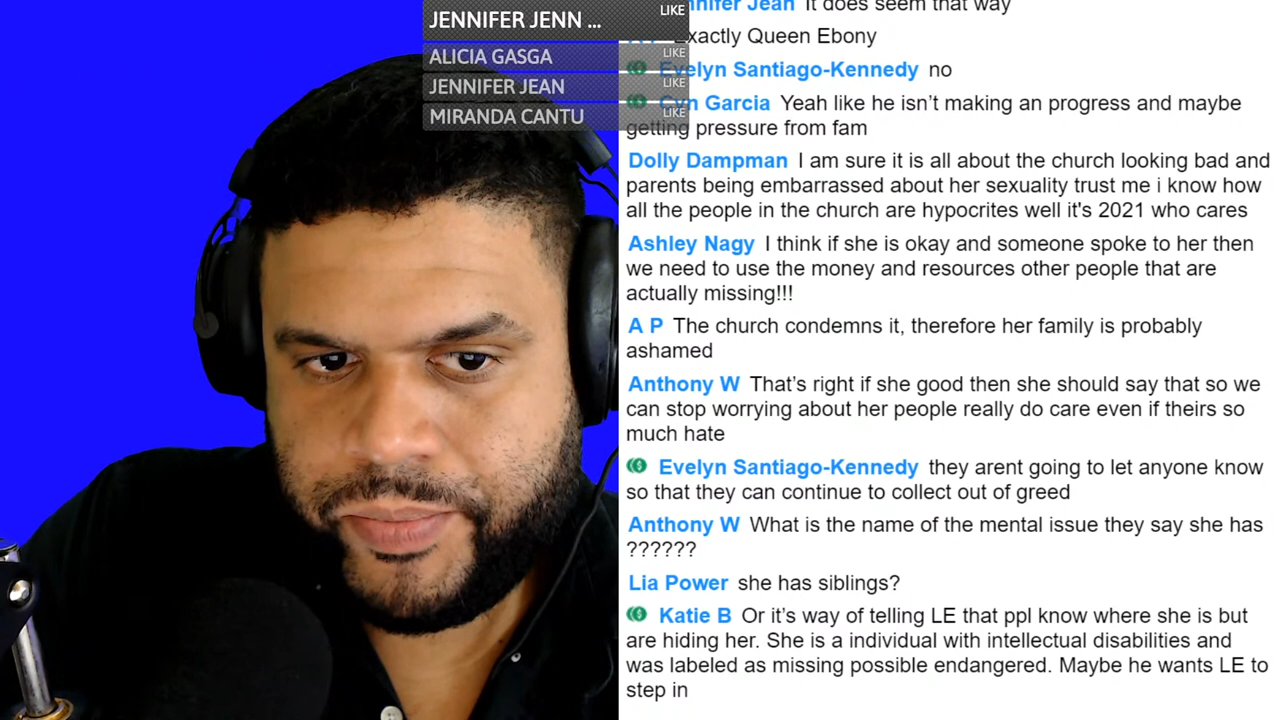 JENNIFER JENN ... LIKE
ALICIA GASGA LIKE
JENNIFER JEAN LIKE
MIRANDA CANTU LIKE
Jean It does seem that way
Exactly Queen Ebony
Evelyn Santiago-Kennedy no
Cyn Garcia Yeah like he isn't making an progress and maybe
getting pressure from fam
Dolly Dampman I am sure it is all about the church looking bad and
parents being embarrassed about her sexuality trust me i know how
all the people in the church are hypocrites well it's 2021 who cares
Ashley Nagy I think if she is okay and someone spoke to her then
we need to use the money and resources other people that are
actually missing!!!
A P The church condemns it, therefore her family is probably
ashamed
Anthony W That's right if she good then she should say that so we
can stop worrying about her people really do care even if theirs so
much hate
Evelyn Santiago-Kennedy they arent going to let anyone know
so that they can continue to collect out of greed
Anthony W What is the name of the mental issue they say she has
??????
Lia Power she has siblings?
Katie B Or it's way of telling LE that ppl know where she is but
are hiding her. She is a individual with intellectual disabilities and
was labeled as missing possible endangered. Maybe he wants LE to
step in